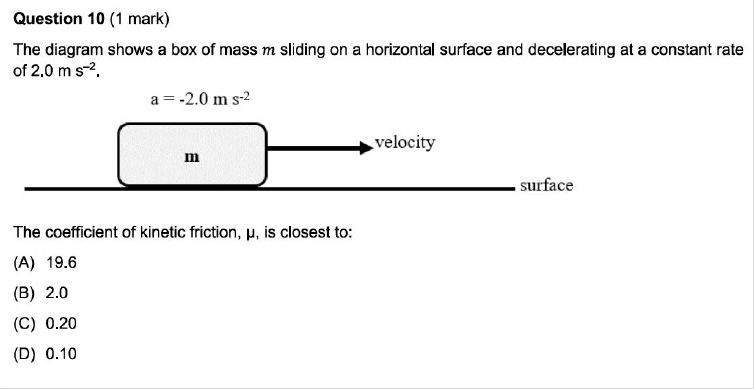 Question 10 (1 mark)
The diagram shows a box of mass m sliding on a horizontal surface and decelerating at a constant rate
of 2.0 m s⁻².
a = -2.0 m s-2
velocity
m
surface
The coefficient of kinetic friction, μ, is closest to:
(A) 19.6
(B) 2.0
(C) 0.20
(D) 0.10